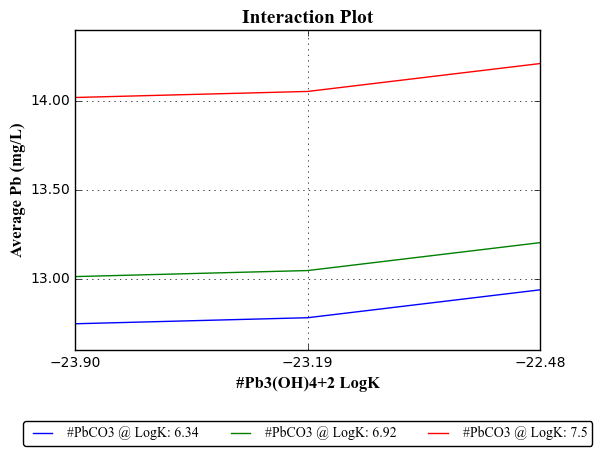 Interaction Plot
Average Pb (mg/L)
14.00
13.50
13.00
−23.90 −23.19 −22.48
#Pb3(OH)4+2 LogK
#PbCO3 @ LogK: 6.34 #PbCO3 @ LogK: 6.92 #PbCO3 @ LogK: 7.5